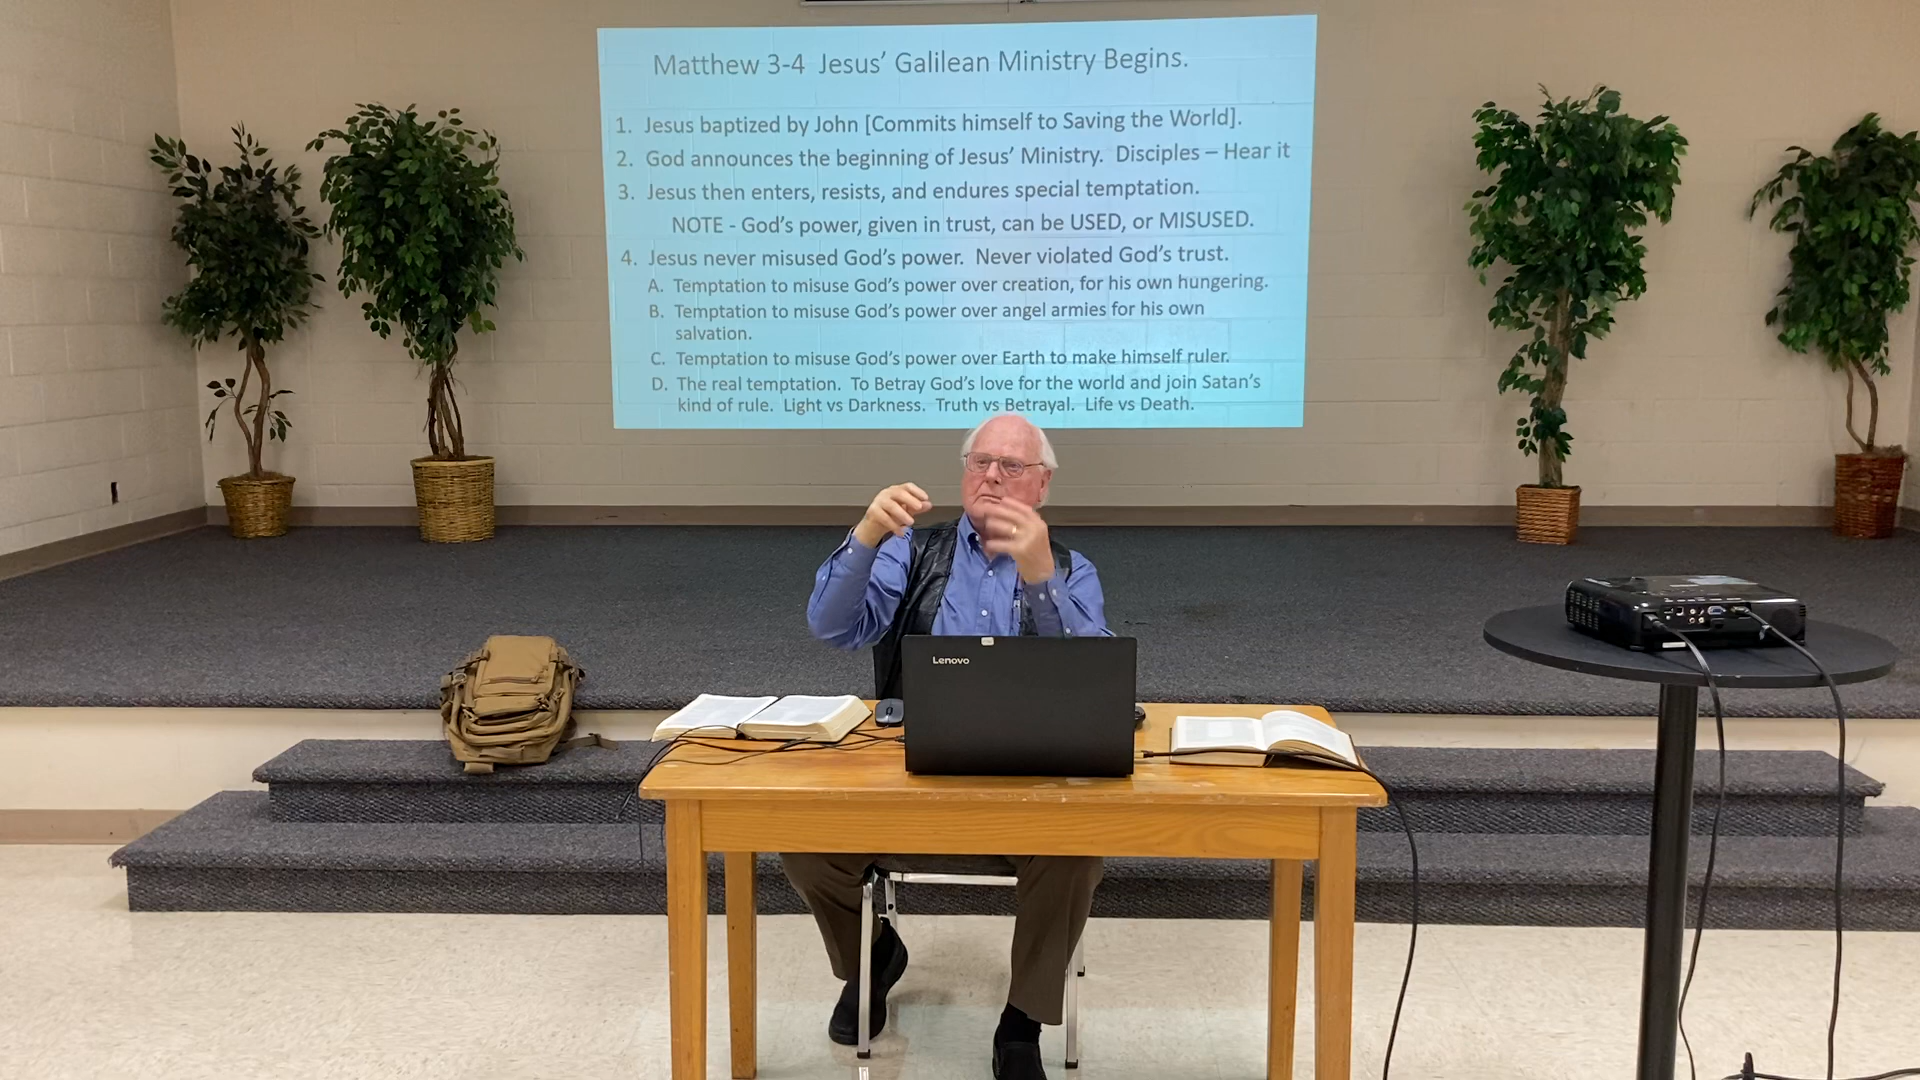 Matthew 3-4 Jesus' Galilean Ministry Begins.
1. Jesus baptized by John [Commits himself to Saving the World].
2. God announces the beginning of Jesus' Ministry. Disciples – Hear it
3. Jesus then enters, resists, and endures special temptation.
NOTE - God's power, given in trust, can be USED, or MISUSED.
4. Jesus never misused God's power. Never violated God's trust.
A. Temptation to misuse God's power over creation, for his own hungering.
B. Temptation to misuse God's power over angel armies for his own
salvation.
C. Temptation to misuse God's power over Earth to make himself ruler.
D. The real temptation. To Betray God's love for the world and join Satan's
kind of rule. Light vs Darkness. Truth vs Betrayal. Life vs Death.
Lenovo